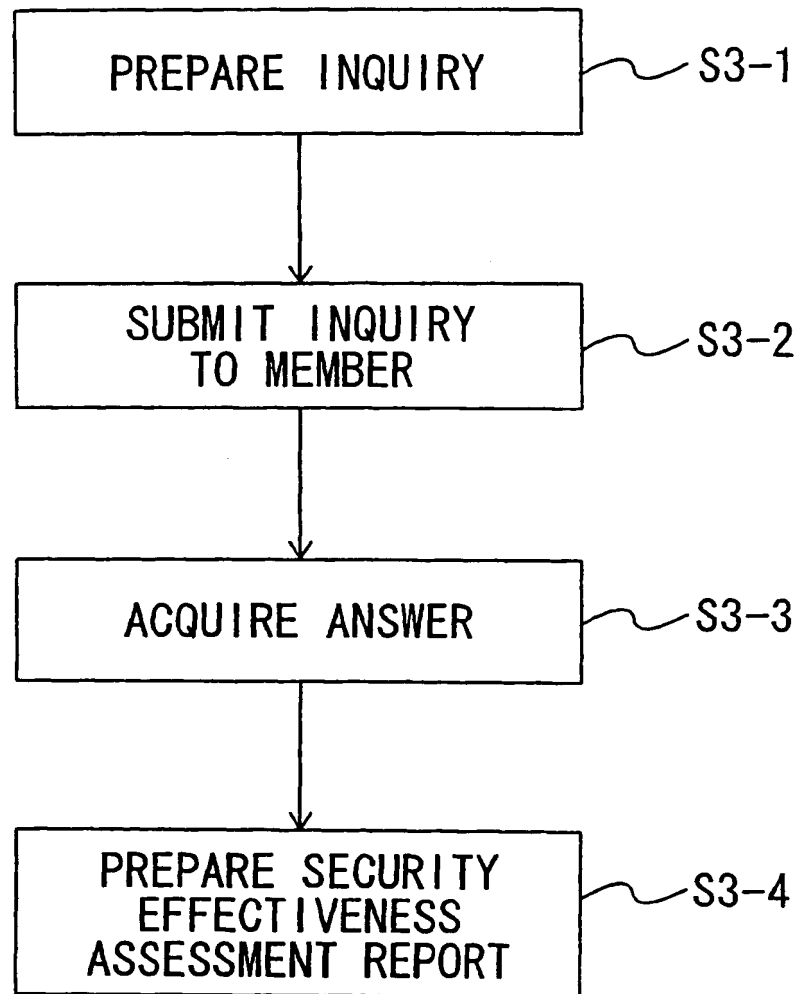 PREPARE INQUIRY
S3-1
SUBMIT INQUIRY
TO MEMBER
S3-2
ACQUIRE ANSWER
S3-3
PREPARE SECURITY
EFFECTIVENESS
ASSESSMENT REPORT
S3-4